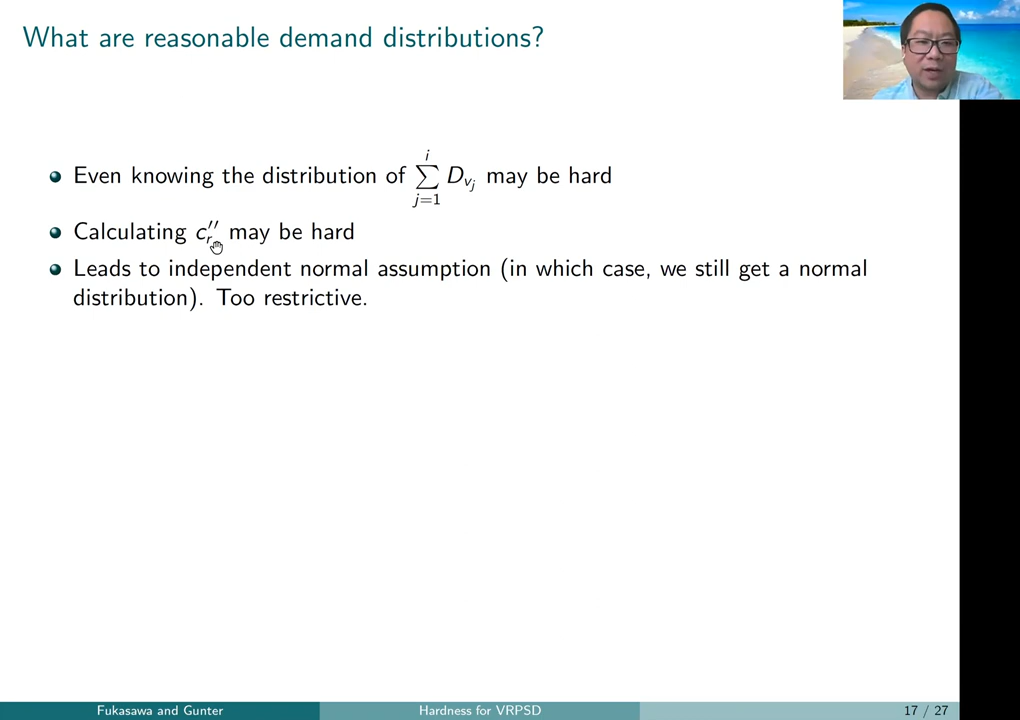 What are reasonable demand distributions?
Even knowing the distribution of $\sum_{j=1}^{i} D_{v_j}$ may be hard
Calculating $c_r''$ may be hard
Leads to independent normal assumption (in which case, we still get a normal
distribution). Too restrictive.
Fukasawa and Gunter
Hardness for VRPSD
17 / 27